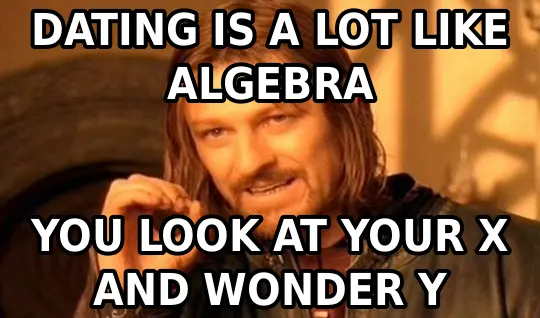 DATING IS A LOT LIKE
ALGEBRA
YOU LOOK AT YOUR X
AND WONDER Y